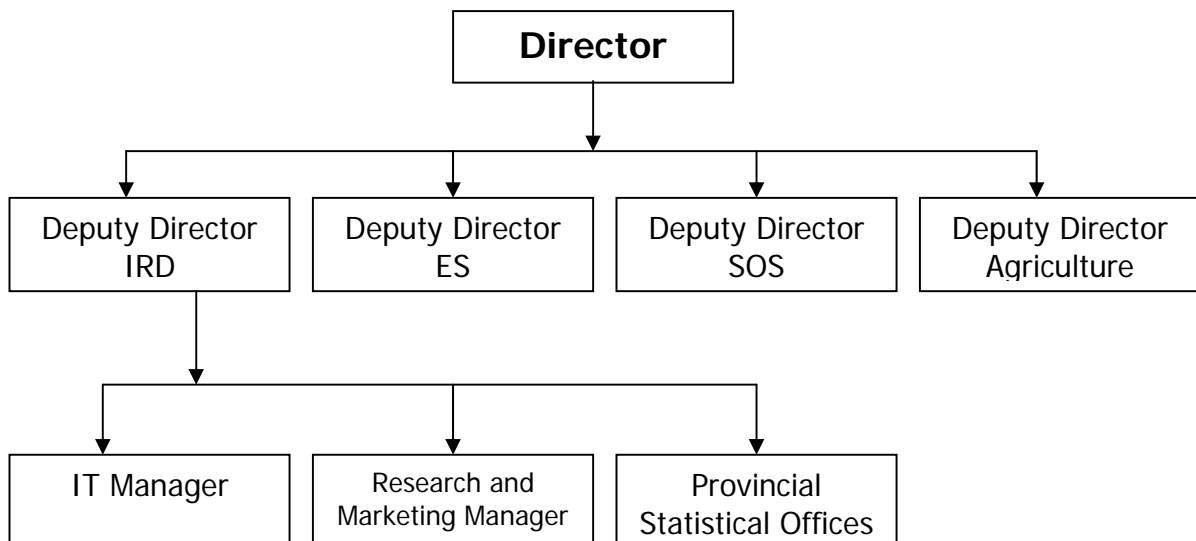 Director
Deputy Director
IRD
Deputy Director
ES
Deputy Director
SOS
Deputy Director
Agriculture
IT Manager
Research and
Marketing Manager
Provincial
Statistical Offices